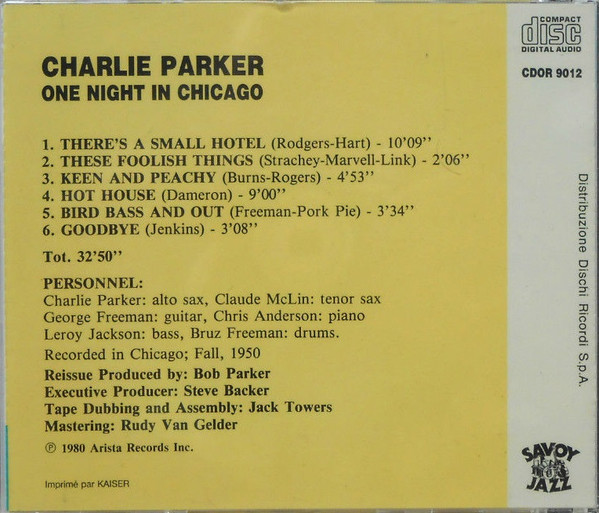 COMPACT
disc
DIGITAL AUDIO
CDOR 9012
CHARLIE PARKER
ONE NIGHT IN CHICAGO
1. THERE'S A SMALL HOTEL (Rodgers-Hart) - 10'09''
2. THESE FOOLISH THINGS (Strachey-Marvell-Link) - 2'06''
3. KEEN AND PEACHY (Burns-Rogers) - 4'53''
4. HOT HOUSE (Dameron) - 9'00''
5. BIRD BASS AND OUT (Freeman-Pork Pie) - 3'34''
6. GOODBYE (Jenkins) - 3'08''
Tot. 32'50''
PERSONNEL:
Charlie Parker: alto sax, Claude McLin: tenor sax
George Freeman: guitar, Chris Anderson: piano
Leroy Jackson: bass, Bruz Freeman: drums.
Recorded in Chicago; Fall, 1950
Reissue Produced by: Bob Parker
Executive Producer: Steve Backer
Tape Dubbing and Assembly: Jack Towers
Mastering: Rudy Van Gelder
℗ 1980 Arista Records Inc.
Imprimé par KAISER
Distribuzione Dischi Ricordi S.p.A.
SAVOY
JAZZ